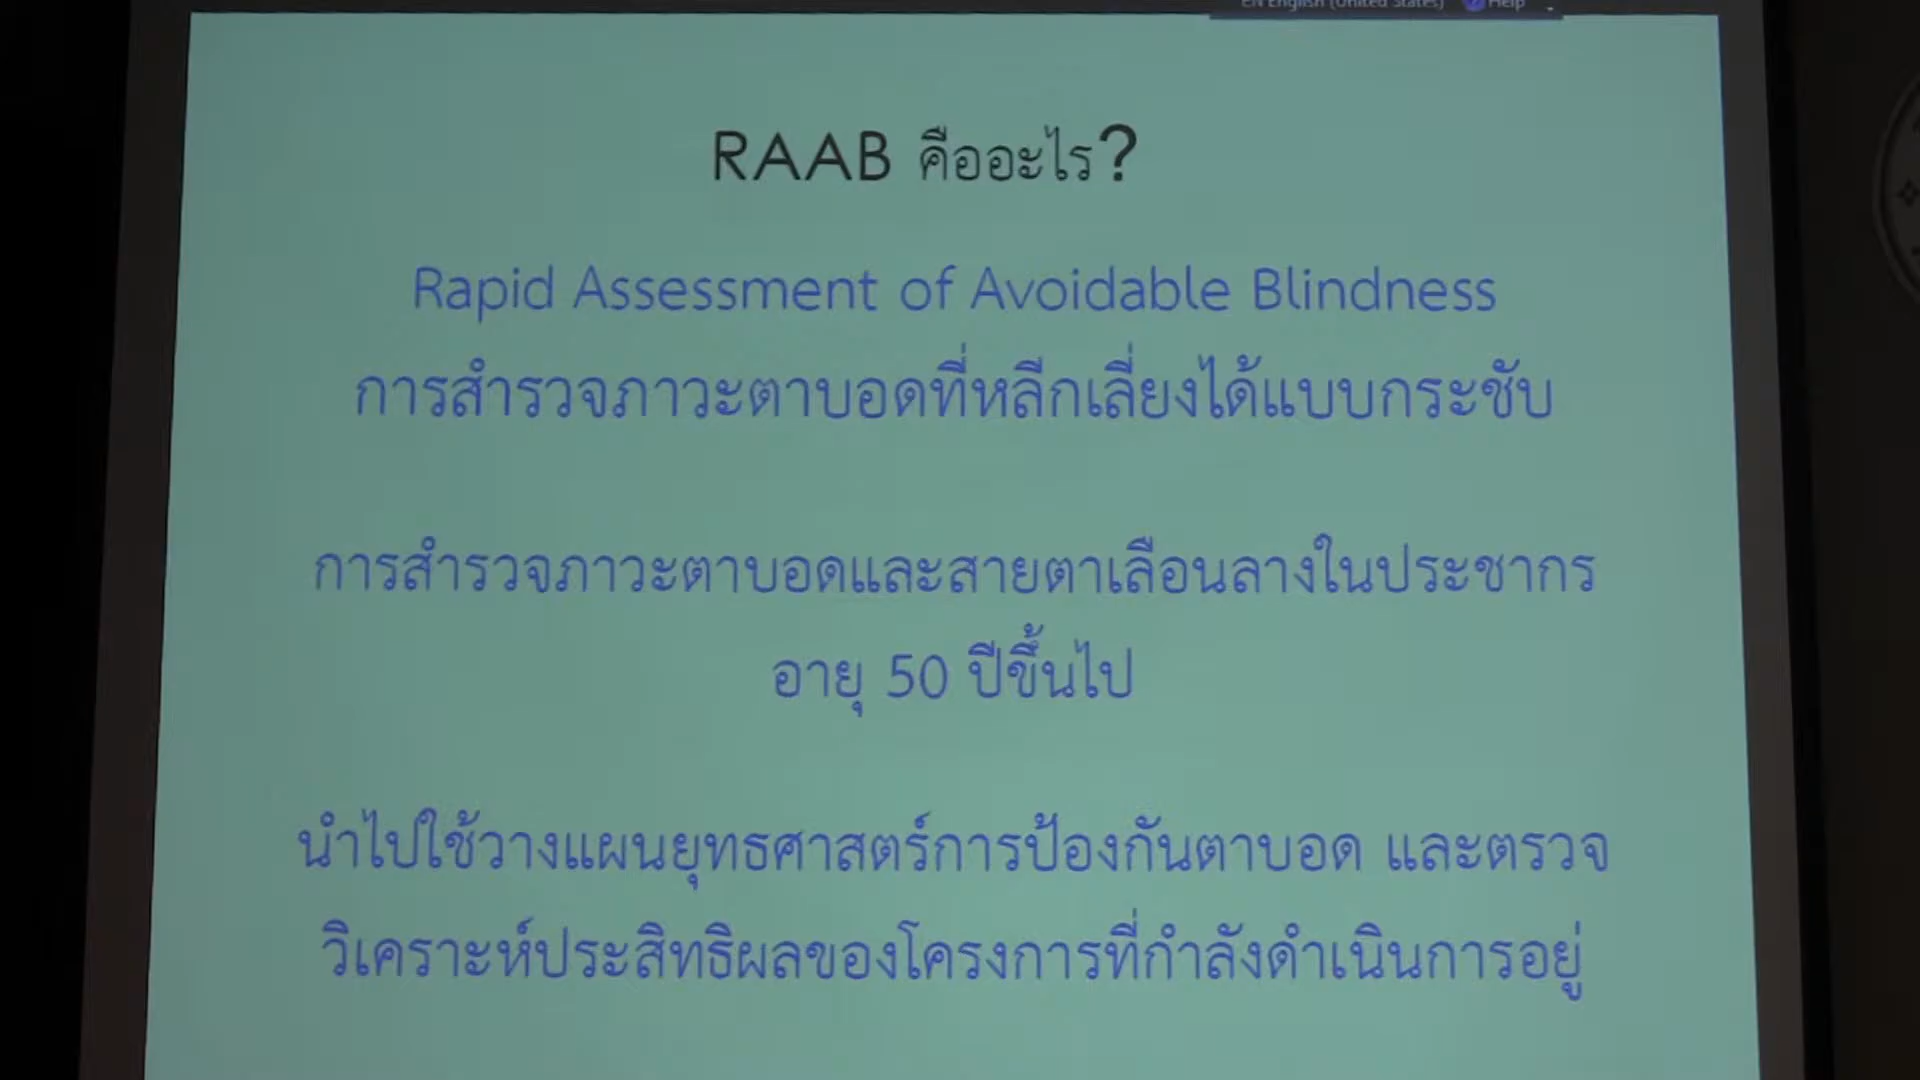 EN English (United States) Help
RAAB คืออะไร?
Rapid Assessment of Avoidable Blindness
การสำรวจภาวะตาบอดที่หลีกเลี่ยงได้แบบกระชับ
การสำรวจภาวะตาบอดและสายตาเลือนลางในประชากร
อายุ 50 ปีขึ้นไป
นำไปใช้วางแผนยุทธศาสตร์การป้องกันตาบอด และตรวจ
วิเคราะห์ประสิทธิผลของโครงการที่กำลังดำเนินการอยู่